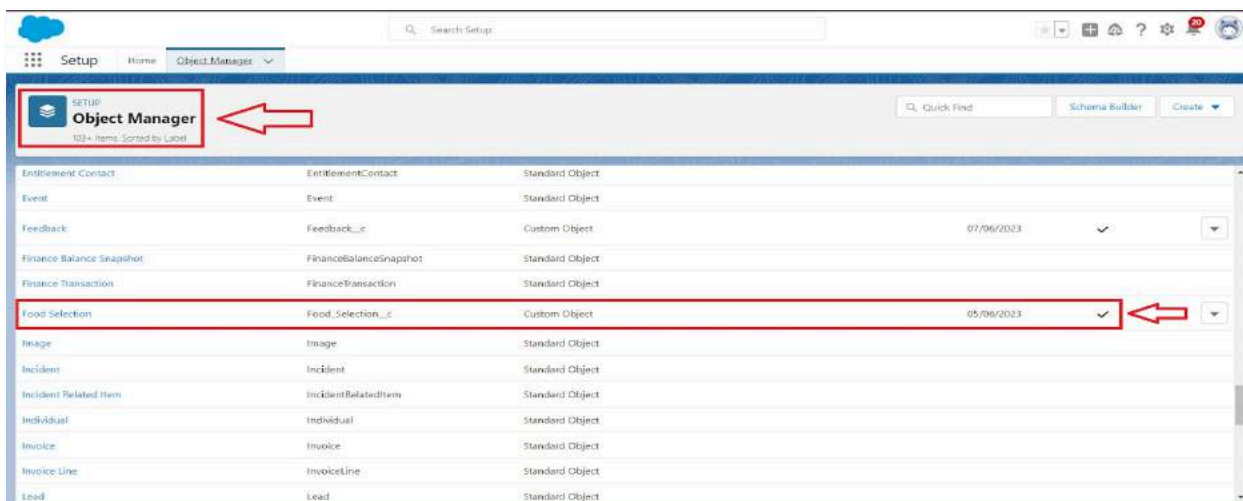 Search Setup
20
Setup Home Object Manager
SETUP
Object Manager
103+ Items, Sorted by Label
Quick Find
Schema Builder
Create
Entitlement Contact EntitlementContact Standard Object
Event Event Standard Object
Feedback Feedback__c Custom Object 07/06/2023
Finance Balance Snapshot FinanceBalanceSnapshot Standard Object
Finance Transaction FinanceTransaction Standard Object
Food Selection Food_Selection__c Custom Object 05/06/2023
Image Image Standard Object
Incident Incident Standard Object
Incident Related Item IncidentRelatedItem Standard Object
Individual Individual Standard Object
Invoice Invoice Standard Object
Invoice Line InvoiceLine Standard Object
Lead Lead Standard Object